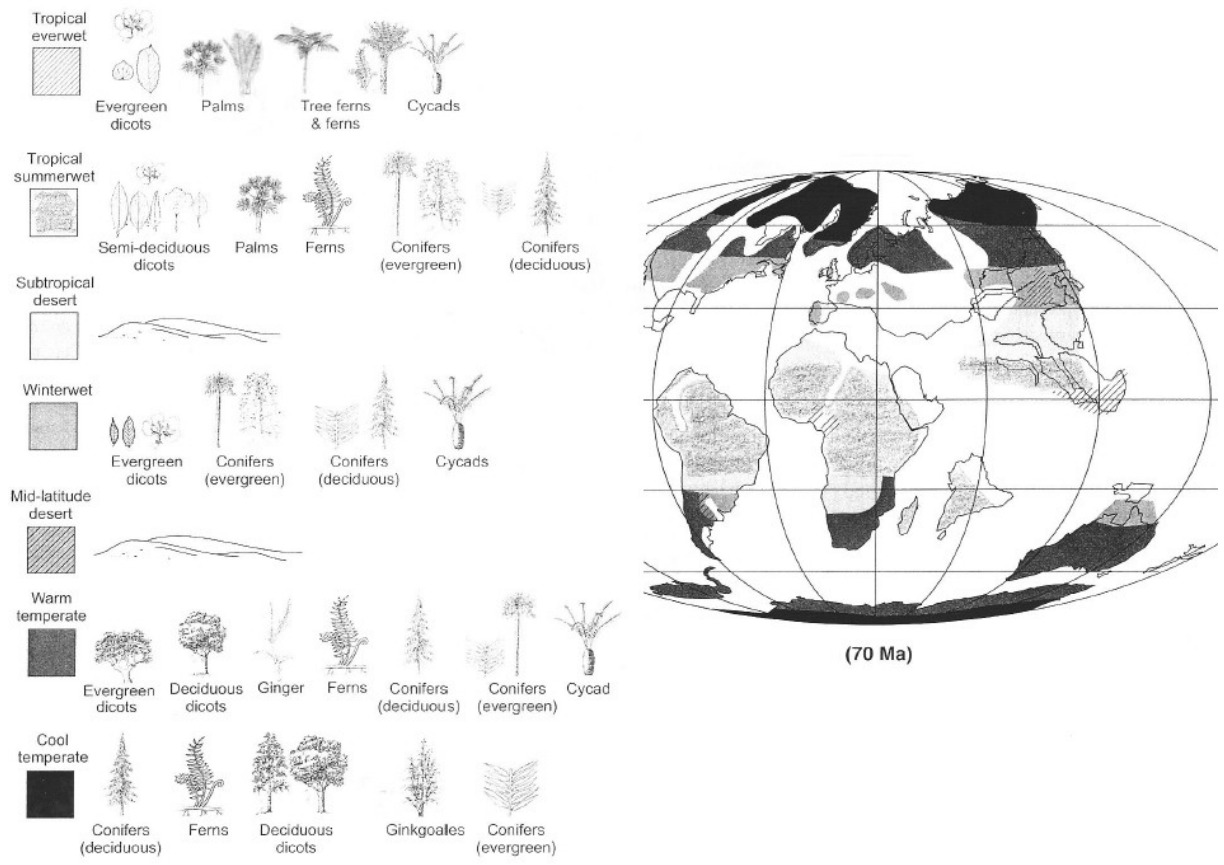 Tropical
everwet
Evergreen
dicots
Palms
Tree ferns
& ferns
Cycads
Tropical
summerwet
Semi-deciduous
dicots
Palms
Ferns
Conifers
(evergreen)
Conifers
(deciduous)
Subtropical
desert
Winterwet
Evergreen
dicots
Conifers
(evergreen)
Conifers
(deciduous)
Cycads
Mid-latitude
desert
Warm
temperate
Evergreen
dicots
Deciduous
dicots
Ginger
Ferns
Conifers
(deciduous)
Conifers
(evergreen)
Cycad
Cool
temperate
Conifers
(deciduous)
Ferns
Deciduous
dicots
Ginkgoalles
Conifers
(evergreen)
(70 Ma)